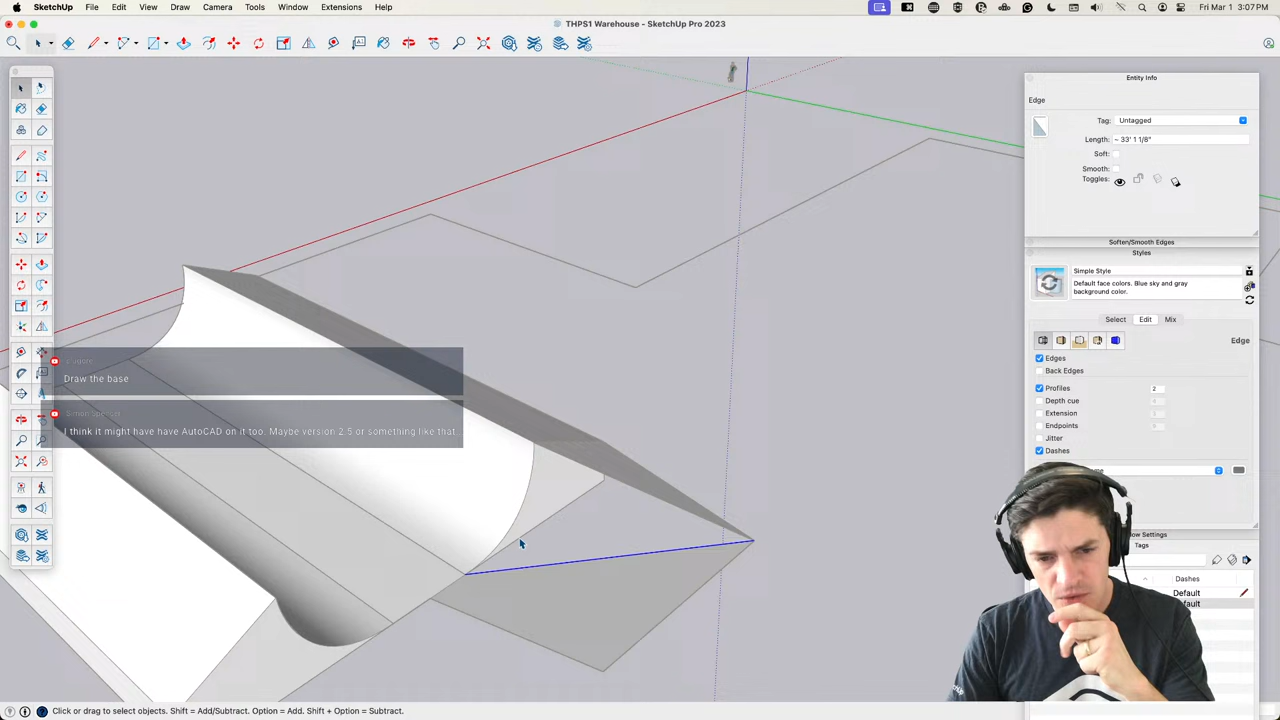 SketchUp File Edit View Camera Draw Tools Window Extensions Help
Fri Mar 1 3:07 PM
THPS1 Warehouse - SketchUp Pro 2023
Entity Info
Edge
Tag: Untagged
Length: ~ 33' 1 1/8"
Soft:
Smooth:
Toggles:
Soften/Smooth Edges
Styles
Simple Style
Default face colors. Blue sky and gray
background color.
Select Edit Mix
Edge
Edges
Back Edges
Profiles 2
Depth cue
Extension
Endpoints
Jitter
Dashes
Draw the base
I think it might have have AutoCAD on it too. Maybe version 2.5 or something like that.
Tags
Dashes
Default
Click or drag to select objects. Shift = Add/Subtract. Option = Add. Shift + Option = Subtract.